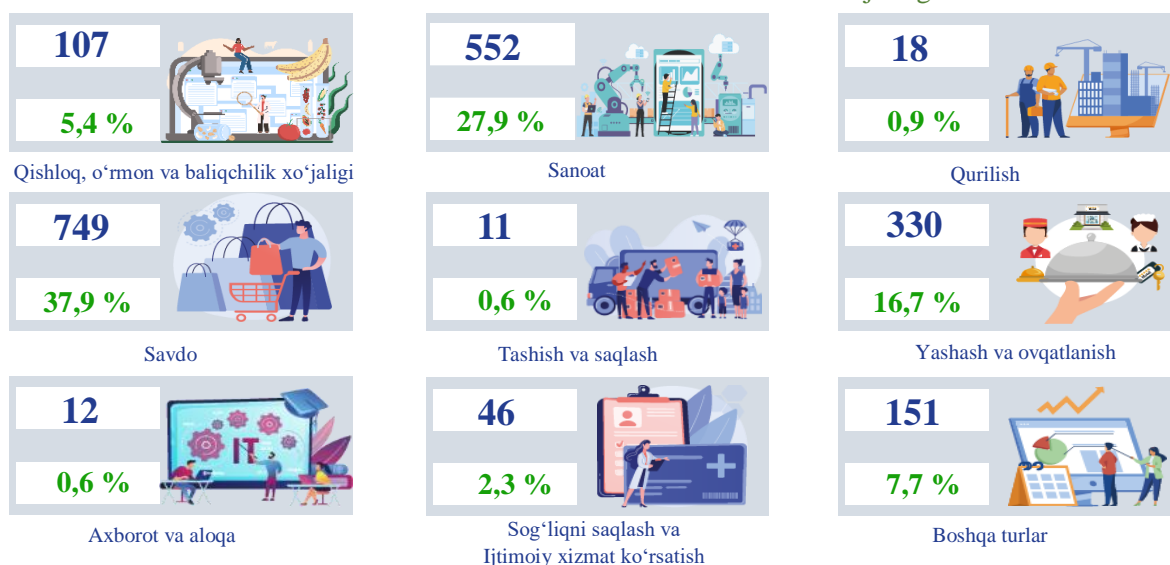 107
5,4 %
Qishloq, o‘rmon va baliqchilik xo‘jaligi
552
27,9 %
Sanoat
18
0,9 %
Qurilish
749
37,9 %
Savdo
11
0,6 %
Tashish va saqlash
330
16,7 %
Yashash va ovqatlanish
12
0,6 %
IT
Axborot va aloqa
46
2,3 %
Sog‘liqni saqlash va
Ijtimoiy xizmat ko‘rsatish
151
7,7 %
Boshqa turlar